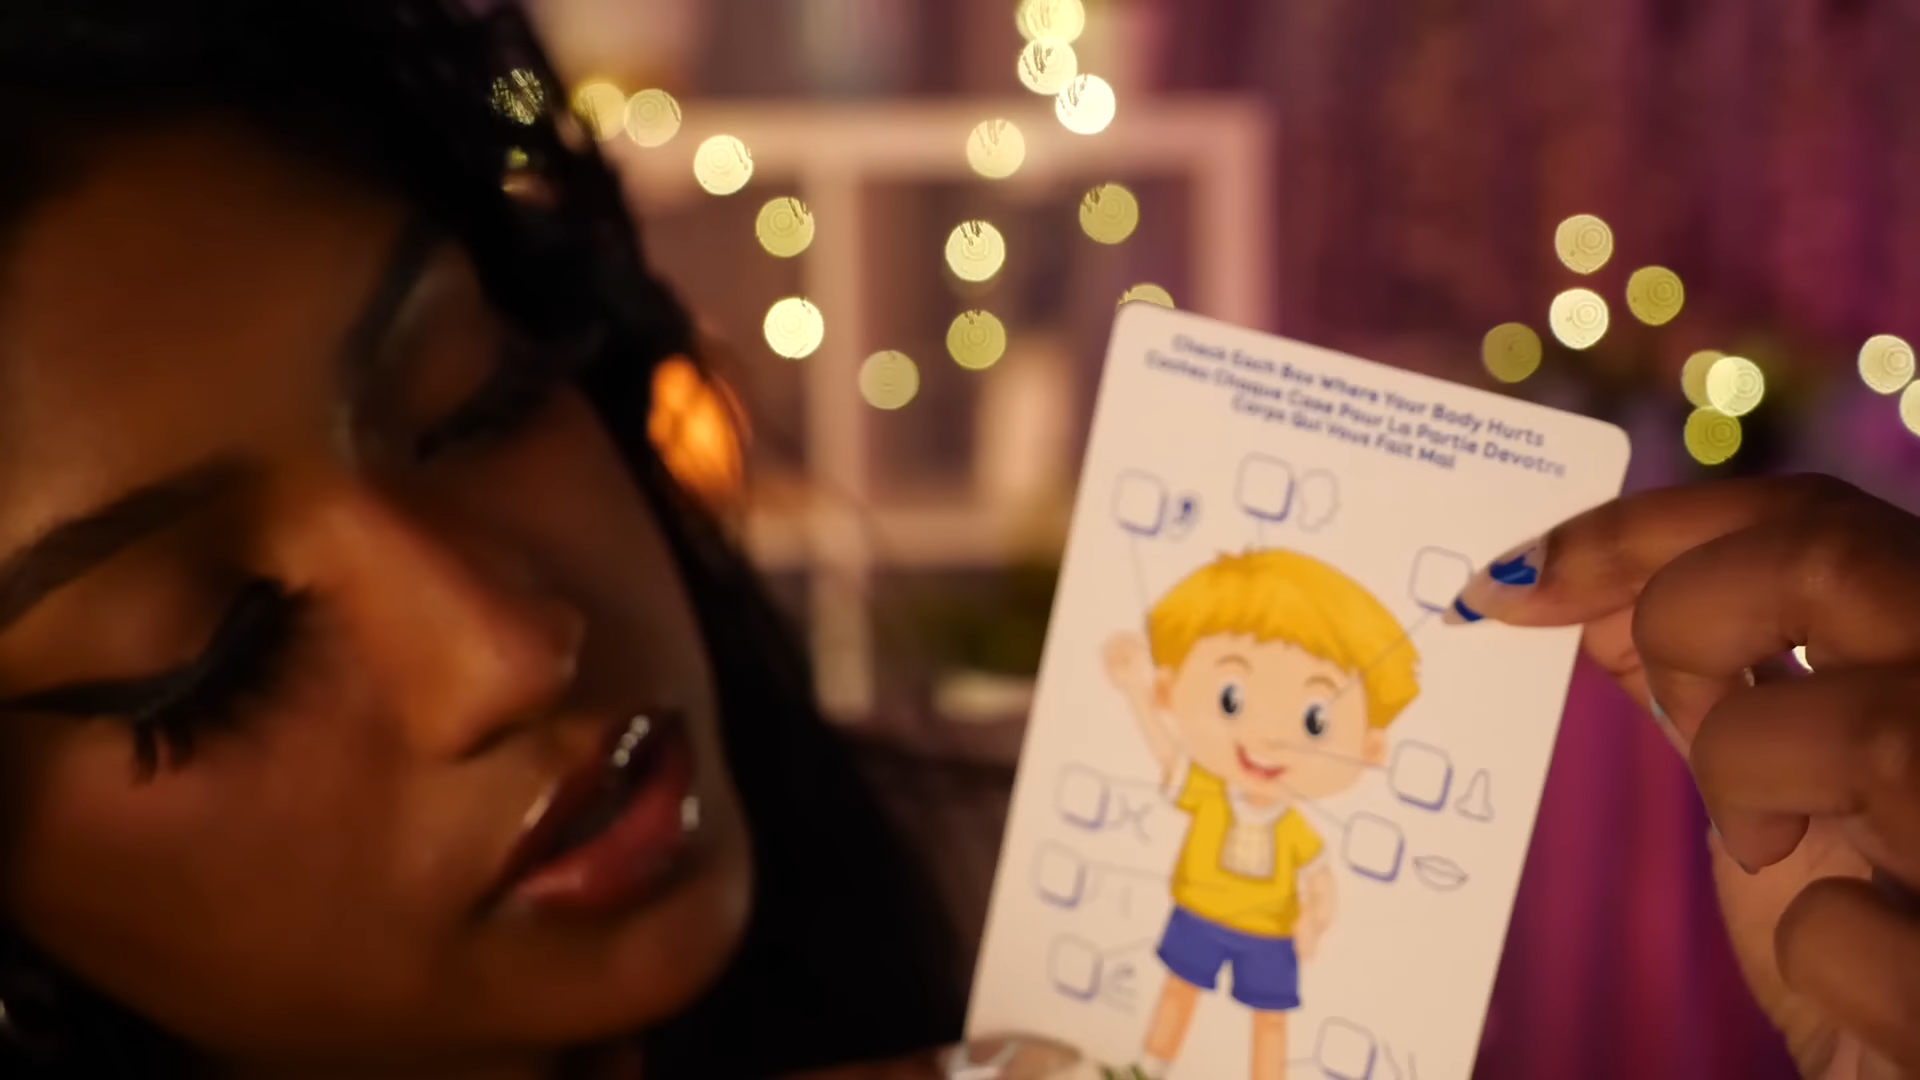 Check Each Box Where Your Body Hurts
Cochez Chaque Case Pour La Partie Devotre
Corps Qui Vous Fait Mal